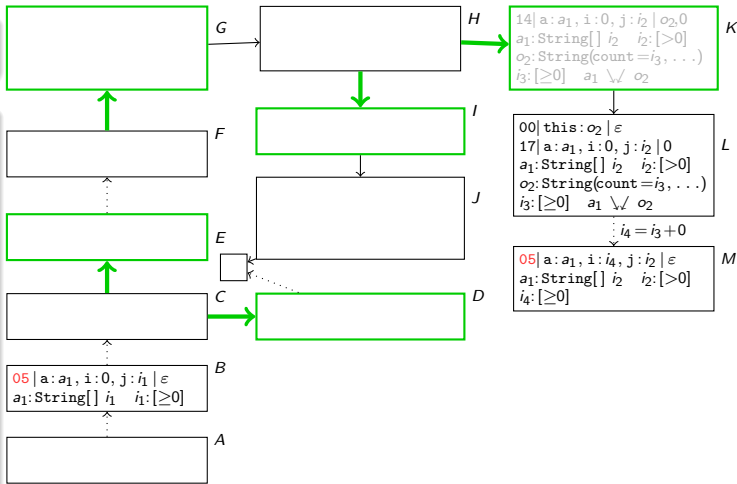 G
H
14| a: a₁, i: 0, j: i₂ | o₂,0
a₁: String[] i₂ i₂: [>0]
o₂: String(count=i₃, ...)
i₃: [≥0] a₁ ↘↙ o₂
K
I
F
00| this: o₂ | ε
17| a: a₁, i: 0, j: i₂ | 0
a₁: String[] i₂ i₂: [>0]
o₂: String(count=i₃, ...)
i₃: [≥0] a₁ ↘↙ o₂
L
J
E
i₄ = i₃+0
05| a: a₁, i: i₄, j: i₂ | ε
a₁: String[] i₂ i₂: [>0]
i₄: [≥0]
M
C
D
05 | a: a₁, i: 0, j: i₁ | ε
a₁: String[] i₁ i₁: [≥0]
B
A